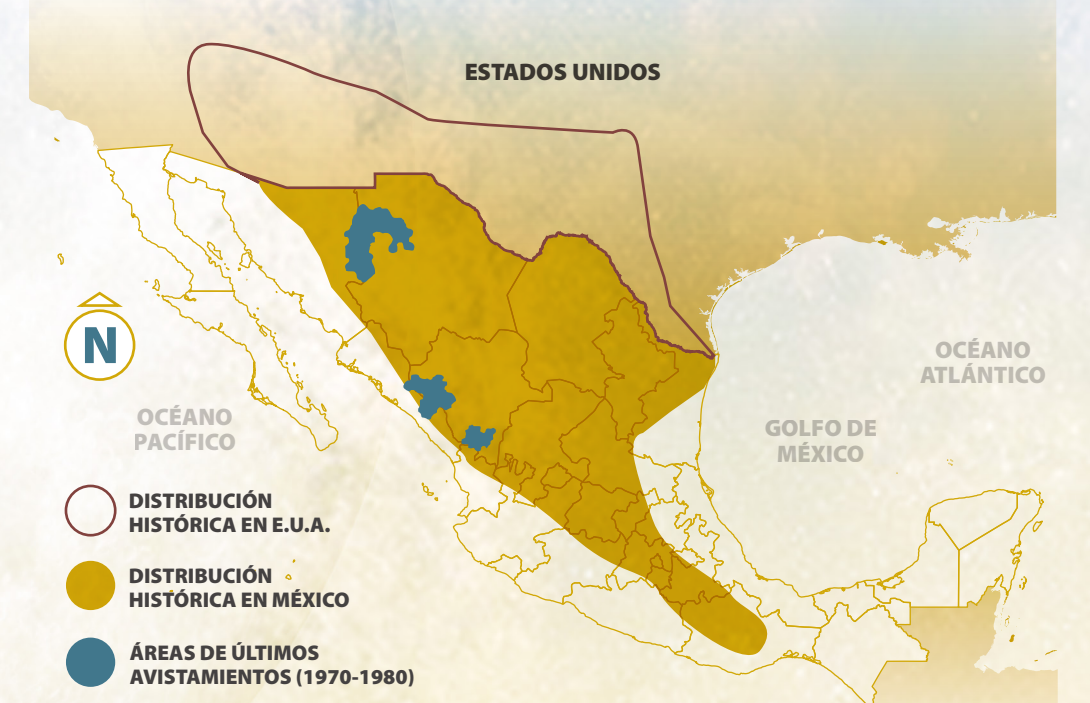 ESTADOS UNIDOS
OCÉANO
ATLÁNTICO
N
OCÉANO
PACÍFICO
GOLFO DE
MÉXICO
DISTRIBUCIÓN
HISTÓRICA EN E.U.A.
DISTRIBUCIÓN
HISTÓRICA EN MÉXICO
ÁREAS DE ÚLTIMOS
AVISTAMIENTOS (1970-1980)